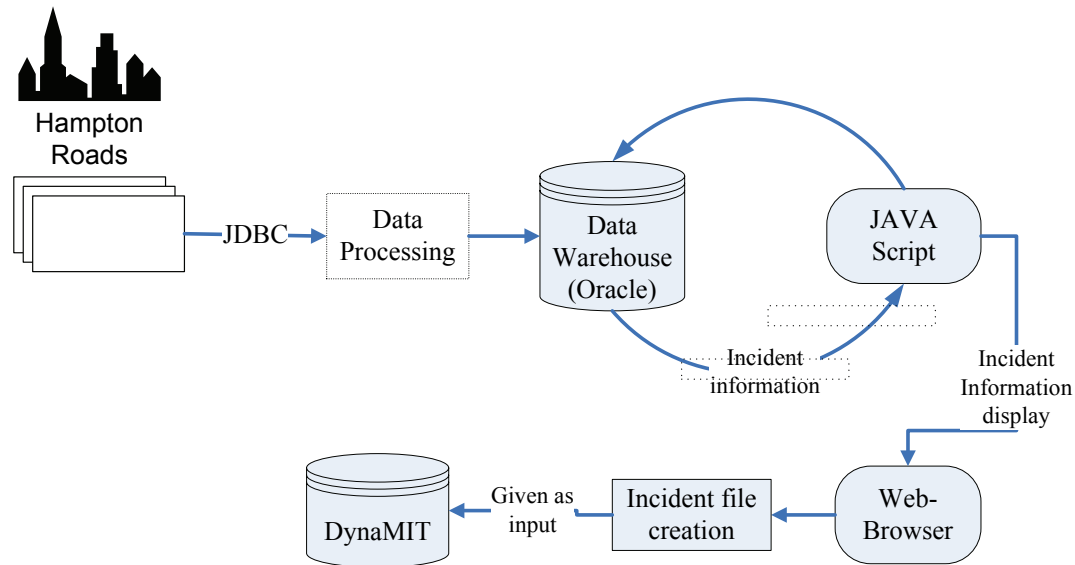 Hampton
Roads
JDBC
Data
Processing
Data
Warehouse
(Oracle)
JAVA
Script
Incident
information
Incident
Information
display
Web-
Browser
Incident file
creation
Given as
input
DynaMIT